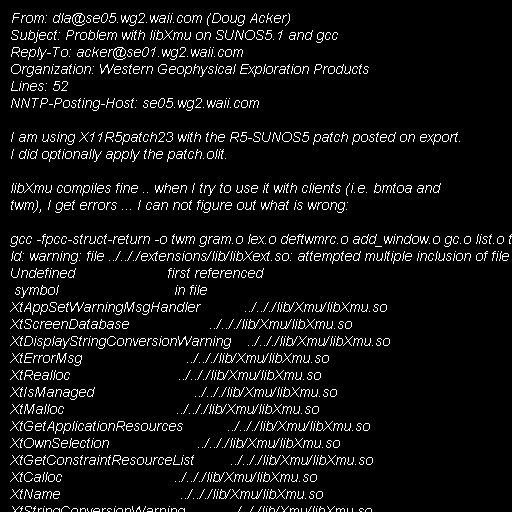 From: dla@se05.wg2.waii.com (Doug Acker)
Subject: Problem with libXmu on SUNOS5.1 and gcc
Reply-To: acker@se01.wg2.waii.com
Organization: Western Geophysical Exploration Products
Lines: 52
NNTP-Posting-Host: se05.wg2.waii.com

I am using X11R5patch23 with the R5-SUNOS5 patch posted on export.
I did optionally apply the patch.olit.

libXmu compiles fine .. when I try to use it with clients (i.e. bmtoa and
twm), I get errors ... I can not figure out what is wrong:

gcc -fpcc-struct-return -o twm gram.o lex.o deftwmrc.o add_window.o gc.o list.o t
ld: warning: file ../../extensions/lib/libXext.so: attempted multiple inclusion of file
Undefined first referenced
symbol in file
XtAppSetWarningMsgHandler ../.././lib/Xmu/libXmu.so
XtScreenDatabase ../.././lib/Xmu/libXmu.so
XtDisplayStringConversionWarning ../.././lib/Xmu/libXmu.so
XtErrorMsg ../.././lib/Xmu/libXmu.so
XtRealloc ../.././lib/Xmu/libXmu.so
XtIsManaged ../.././lib/Xmu/libXmu.so
XtMalloc ../.././lib/Xmu/libXmu.so
XtGetApplicationResources ../.././lib/Xmu/libXmu.so
XtOwnSelection ../.././lib/Xmu/libXmu.so
XtGetConstraintResourceList ../.././lib/Xmu/libXmu.so
XtCalloc ../.././lib/Xmu/libXmu.so
XtName ../.././lib/Xmu/libXmu.so
XtStringConversionWarning ../.././lib/Xmu/libXmu.so